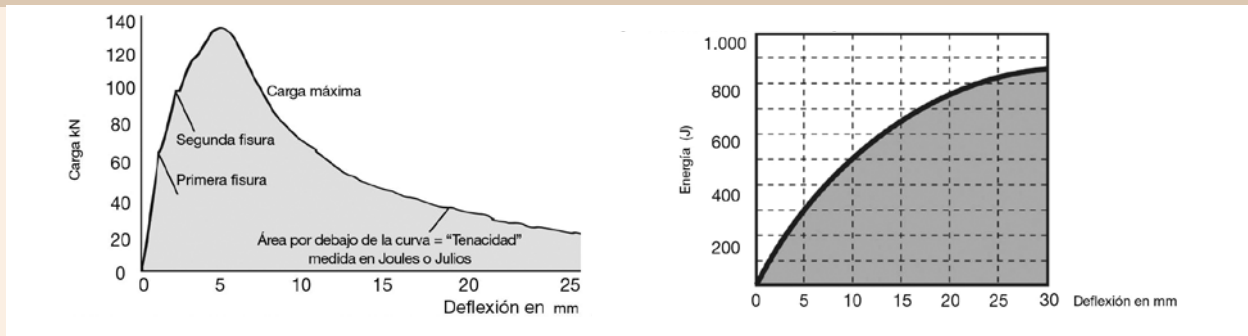 140
120
100
80
60
40
20
0
Carga kN
Carga máxima
Segunda fisura
Primera fisura
Área por debajo de la curva = “Tenacidad”
medida en Joules o Julios
0 5 10 15 20 25
Deflexión en mm
1.000
800
600
400
200
Energía (J)
0 5 10 15 20 25 30 Deflexión en mm